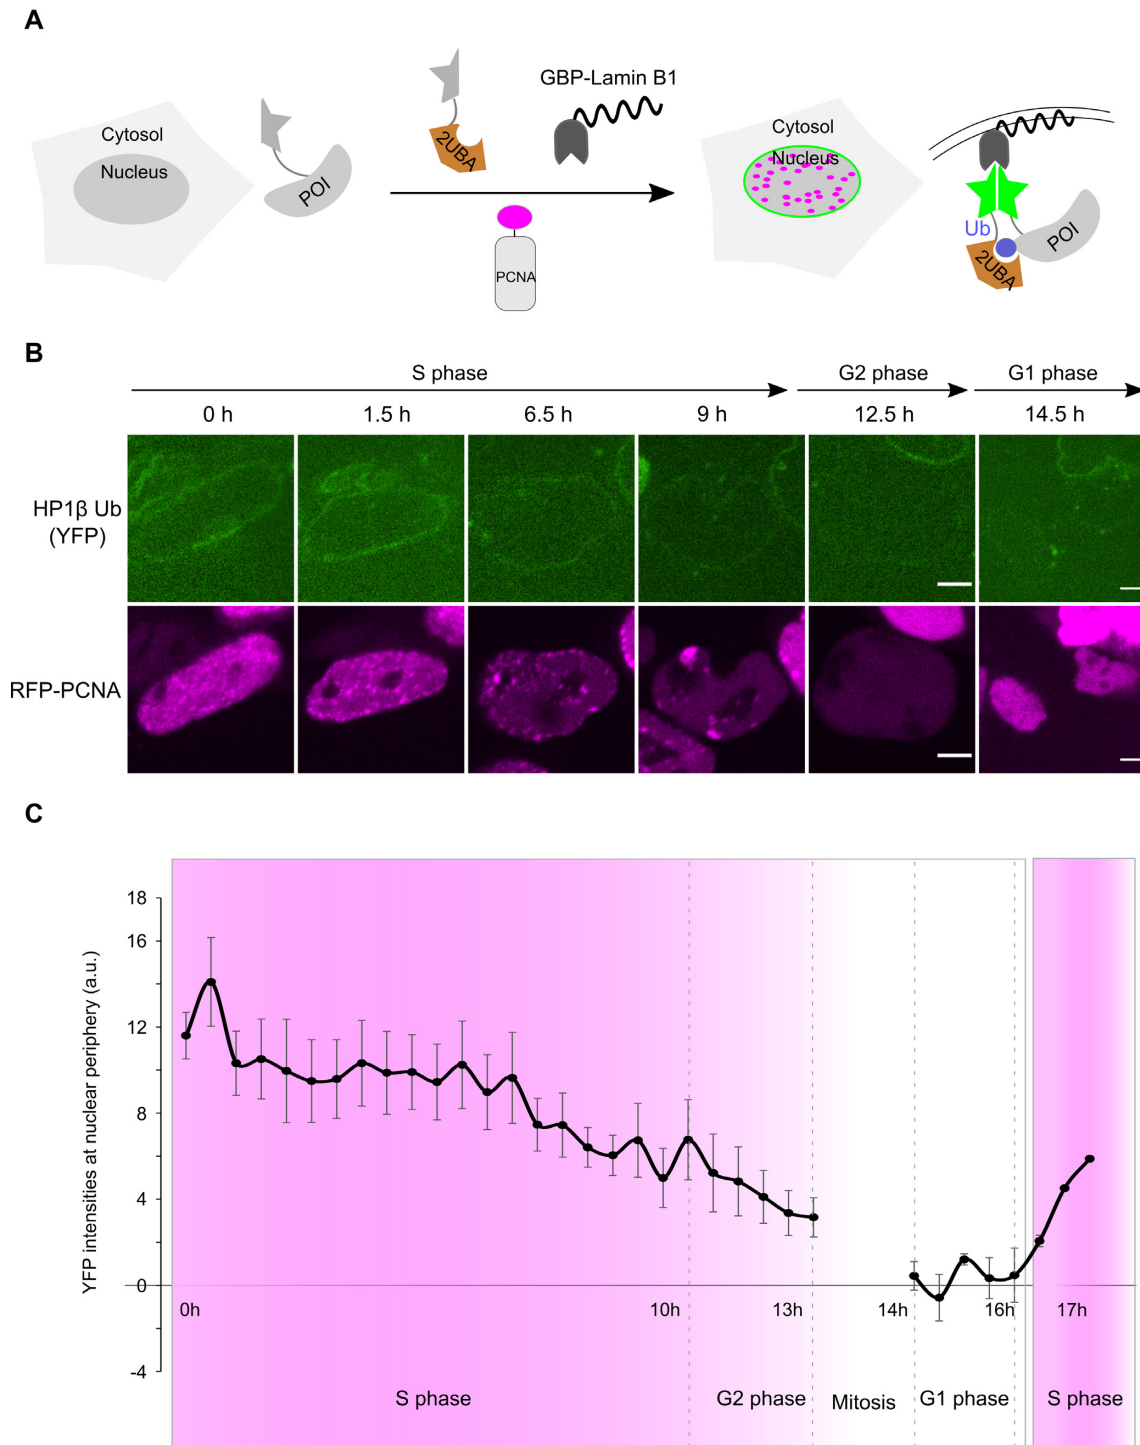 A
GBP-Lamin B1
Cytosol
Nucleus
POI
2UBA
PCNA
Cytosol
Nucleus
Ub
2UBA
POI
B
S phase
G2 phase
G1 phase
0 h
1.5 h
6.5 h
9 h
12.5 h
14.5 h
HP1β Ub
(YFP)
RFP-PCNA
C
YFP intensities at nuclear periphery (a.u.)
18
16
12
8
4
0
-4
0h
10h
13h
14h
16h
17h
S phase
G2 phase
Mitosis
G1 phase
S phase